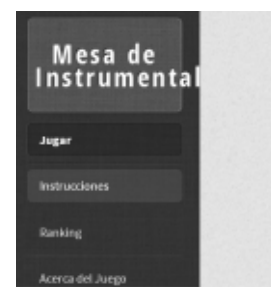 Mesa de
Instrumental
Jugar
Instrucciones
Ranking
Acerca del Juego